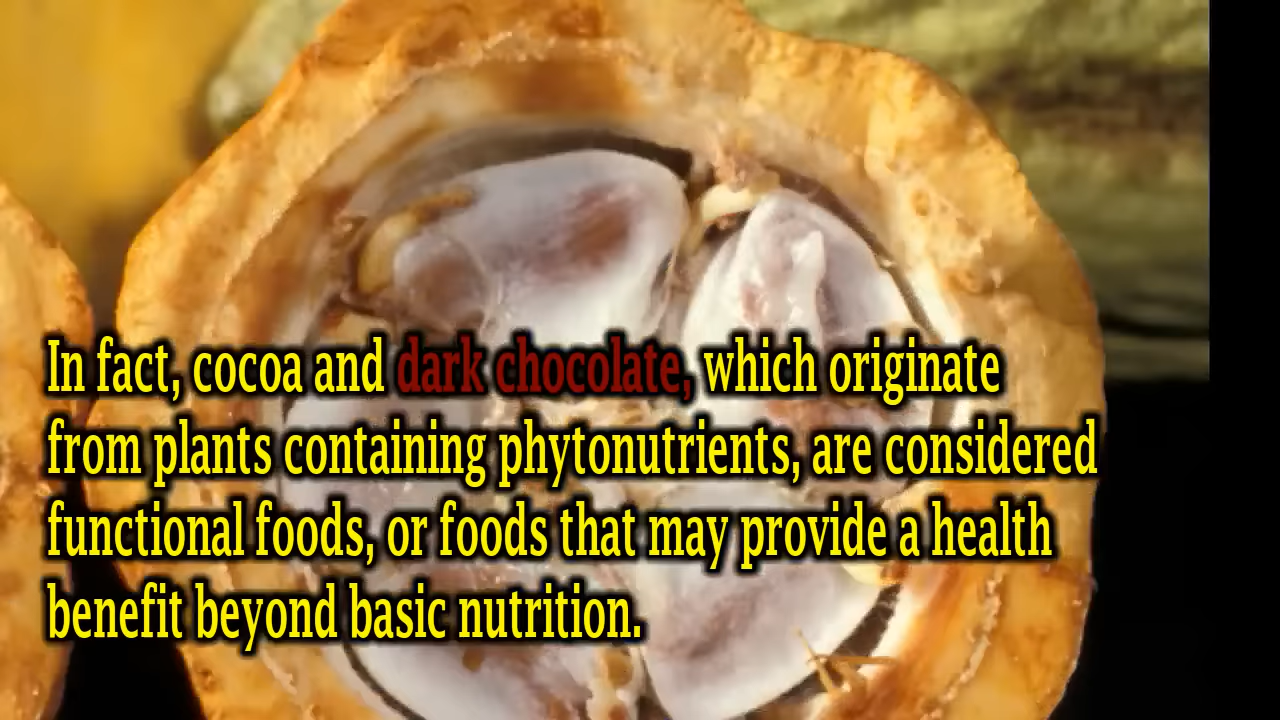 In fact, cocoa and dark chocolate, which originate
from plants containing phytonutrients, are considered
functional foods, or foods that may provide a health
benefit beyond basic nutrition.